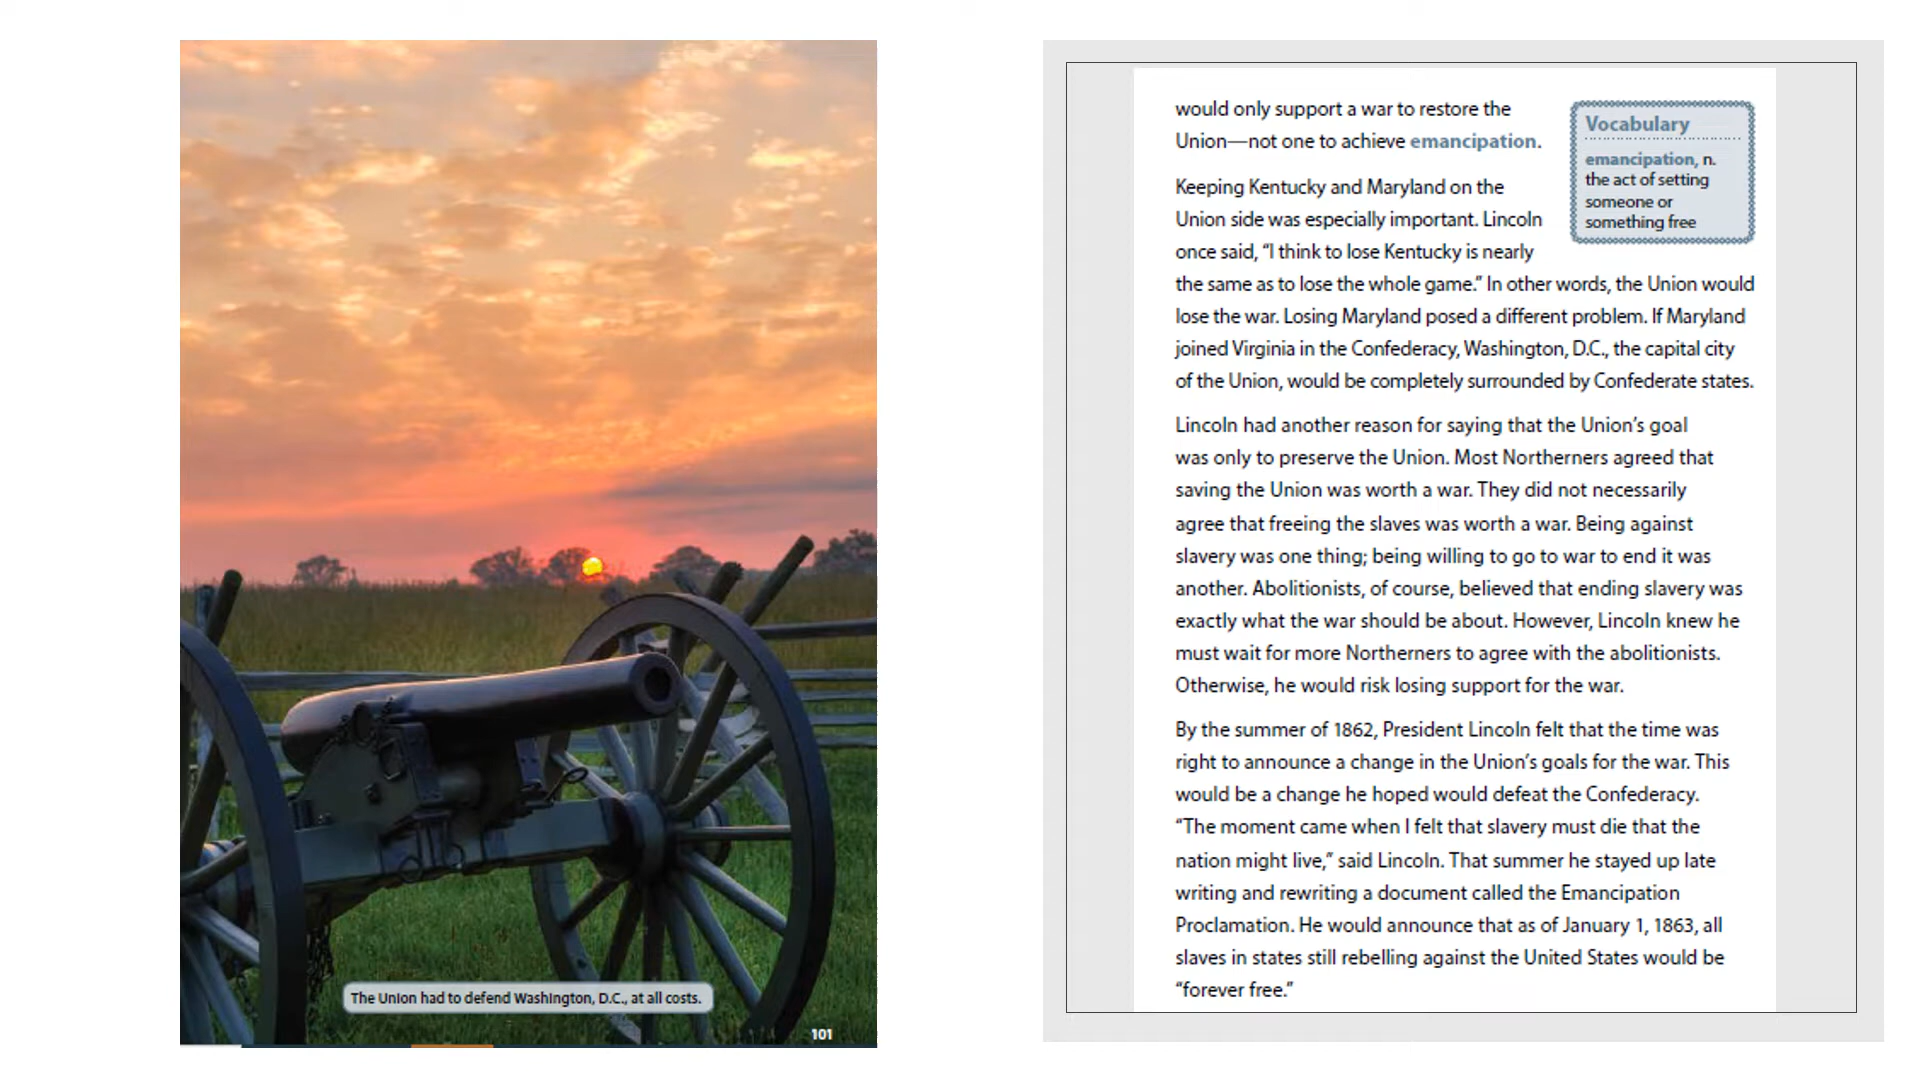 The Union had to defend Washington, D.C., at all costs.
101
would only support a war to restore the
Union—not one to achieve emancipation.
Vocabulary
emancipation, n.
the act of setting
someone or
something free
Keeping Kentucky and Maryland on the
Union side was especially important. Lincoln
once said, “I think to lose Kentucky is nearly
the same as to lose the whole game.” In other words, the Union would
lose the war. Losing Maryland posed a different problem. If Maryland
joined Virginia in the Confederacy, Washington, D.C., the capital city
of the Union, would be completely surrounded by Confederate states.
Lincoln had another reason for saying that the Union’s goal
was only to preserve the Union. Most Northerners agreed that
saving the Union was worth a war. They did not necessarily
agree that freeing the slaves was worth a war. Being against
slavery was one thing; being willing to go to war to end it was
another. Abolitionists, of course, believed that ending slavery was
exactly what the war should be about. However, Lincoln knew he
must wait for more Northerners to agree with the abolitionists.
Otherwise, he would risk losing support for the war.
By the summer of 1862, President Lincoln felt that the time was
right to announce a change in the Union’s goals for the war. This
would be a change he hoped would defeat the Confederacy.
“The moment came when I felt that slavery must die that the
nation might live,” said Lincoln. That summer he stayed up late
writing and rewriting a document called the Emancipation
Proclamation. He would announce that as of January 1, 1863, all
slaves in states still rebelling against the United States would be
“forever free.”